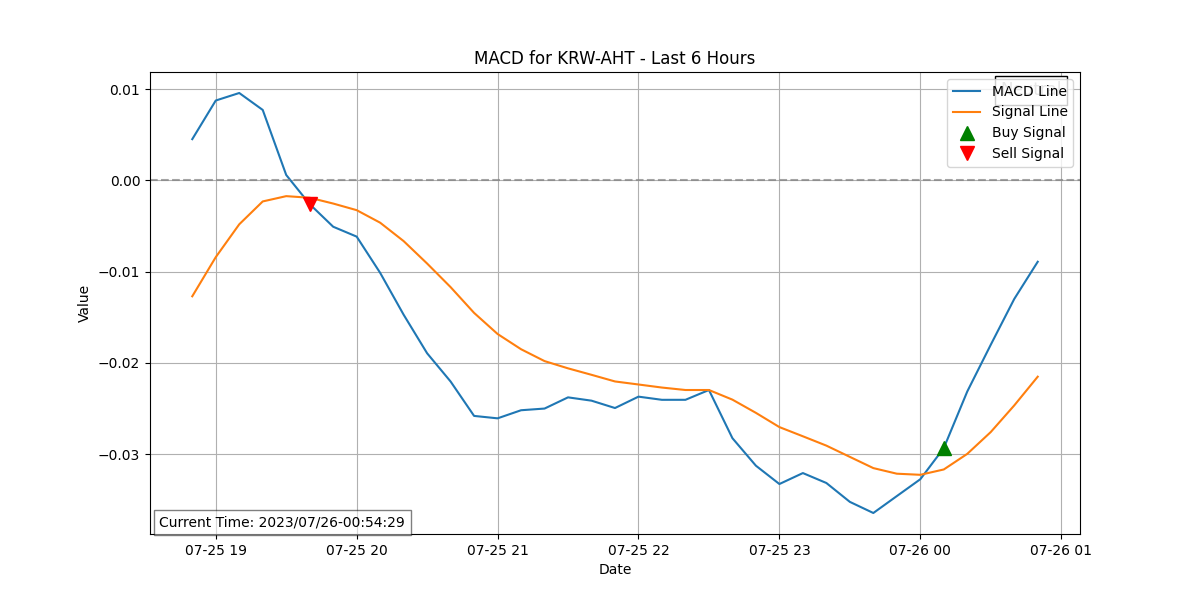 MACD for KRW-AHT - Last 6 Hours
MACD Line
Signal Line
Buy Signal
Sell Signal
0.01
0.00
−0.01
−0.02
−0.03
Value
Current Time: 2023/07/26-00:54:29
07-25 19
07-25 20
07-25 21
07-25 22
07-25 23
07-26 00
07-26 01
Date